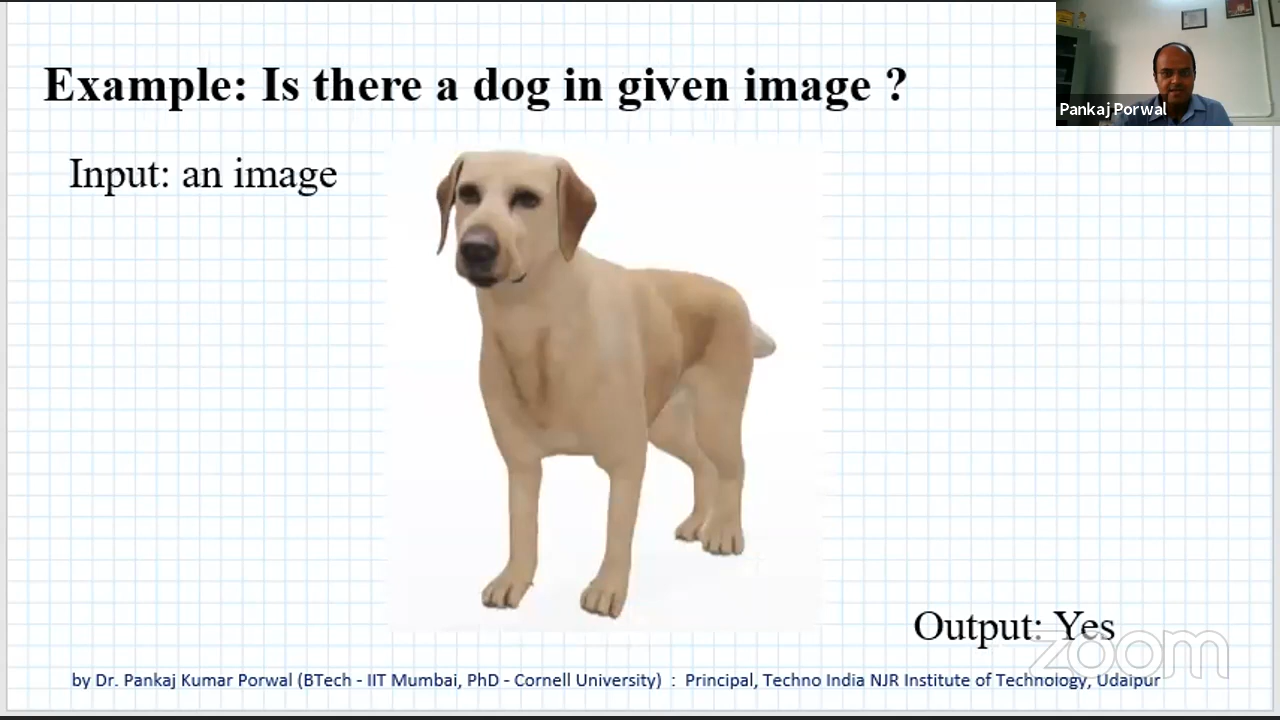 Example: Is there a dog in given image ?
Pankaj Porwal
Input: an image
Output: Yes
zoom
by Dr. Pankaj Kumar Porwal (BTech - IIT Mumbai, PhD - Cornell University) : Principal, Techno India NJR Institute of Technology, Udaipur